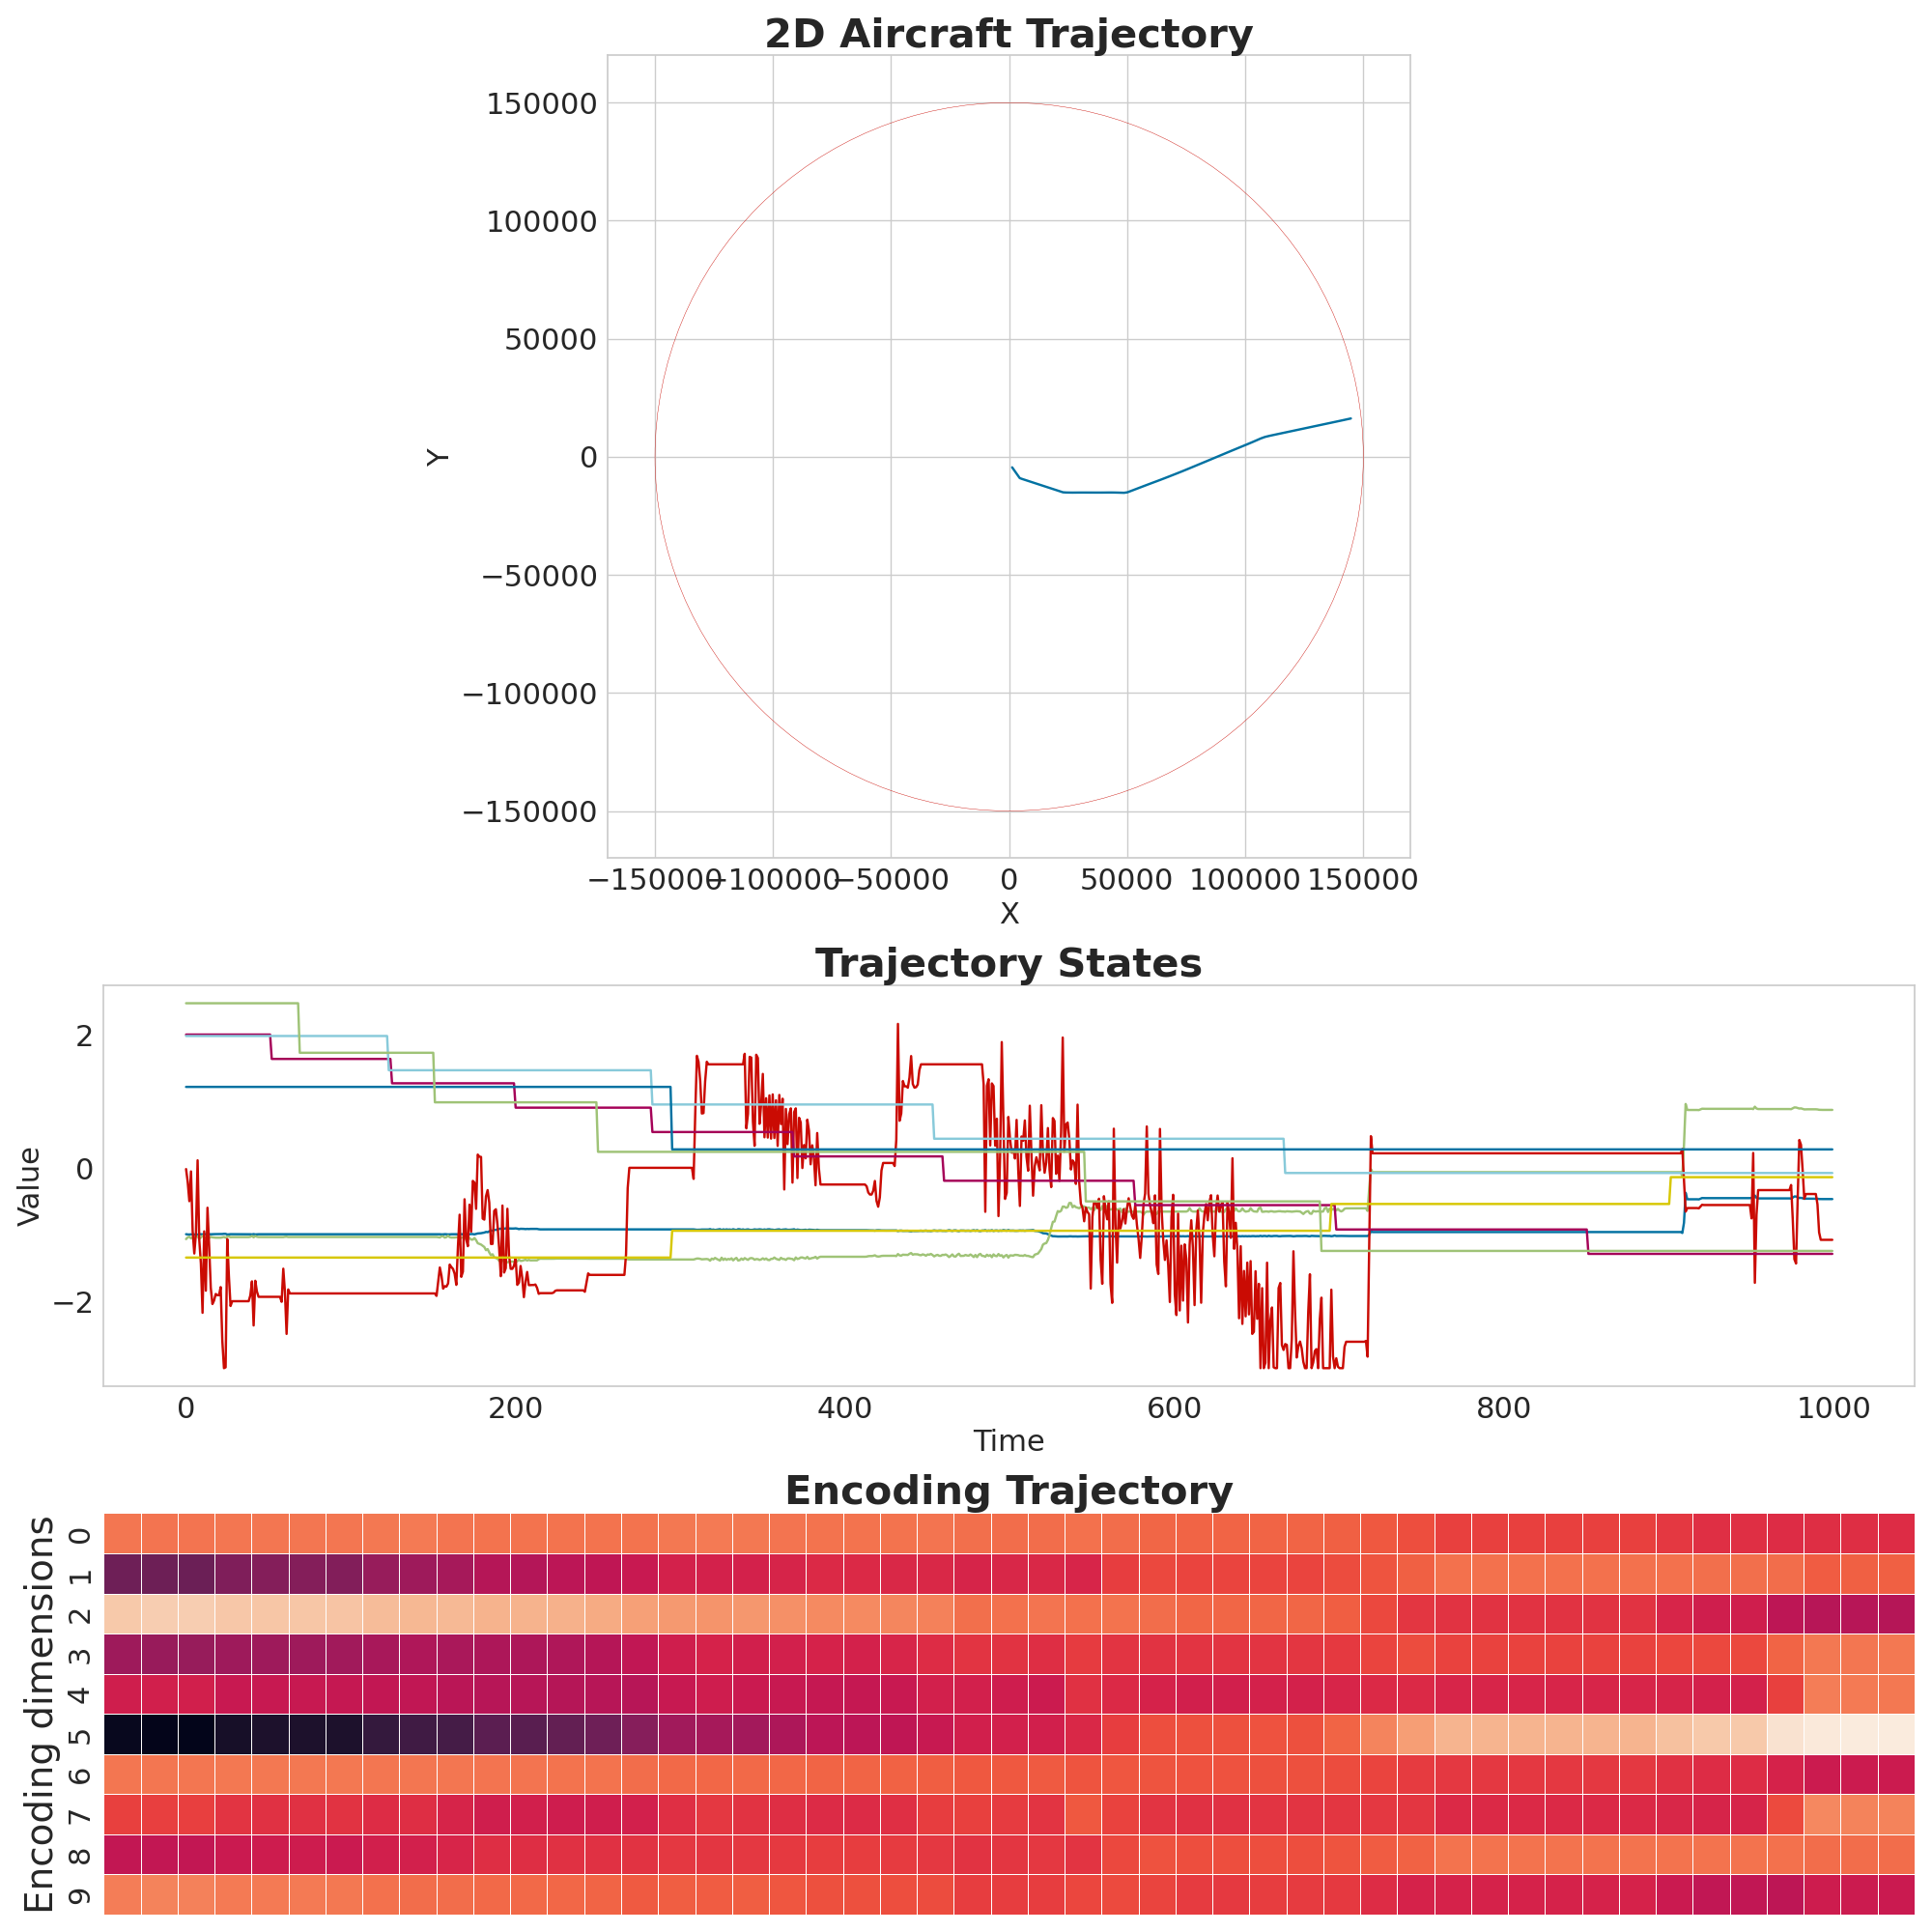 2D Aircraft Trajectory
150000
100000
50000
Y
0
−50000
−100000
−150000
−150000 −100000 −50000 0 50000 100000 150000
X
Trajectory States
2
0
Value
−2
0 200 400 600 800 1000
Time
Encoding Trajectory
Encoding dimensions
0
1
2
3
4
5
6
7
8
9